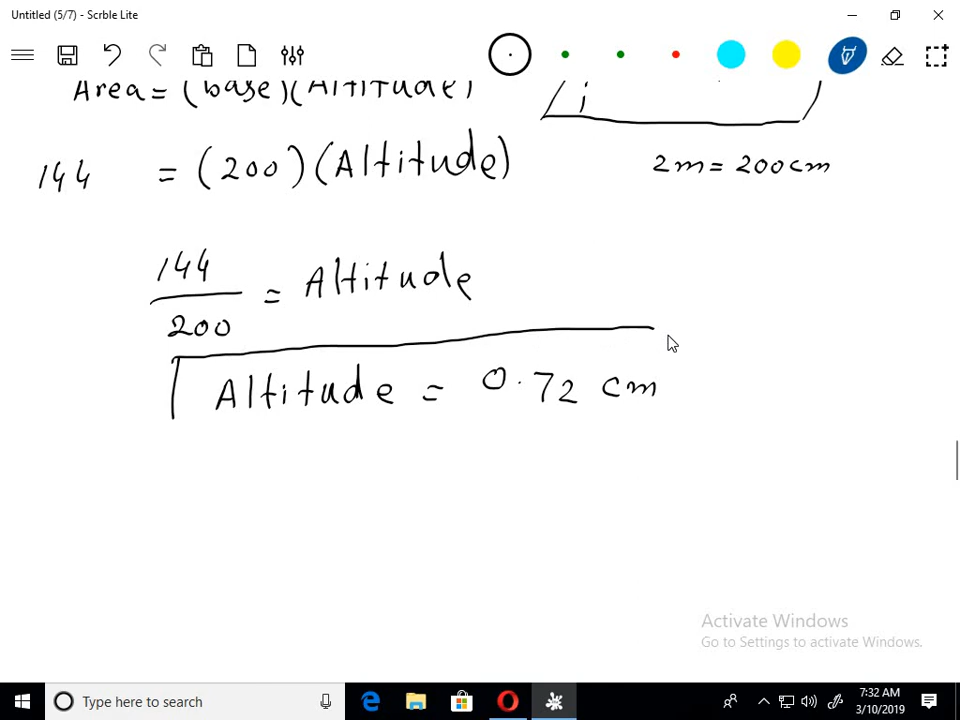 Untitled (5/7) - Scrble Lite
Area = (base)(Altitude)
144 = (200)(Altitude)
2m = 200cm
144
200
= Altitude
Altitude = 0.72 cm
Activate Windows
Go to Settings to activate Windows.
Type here to search
7:32 AM
3/10/2019